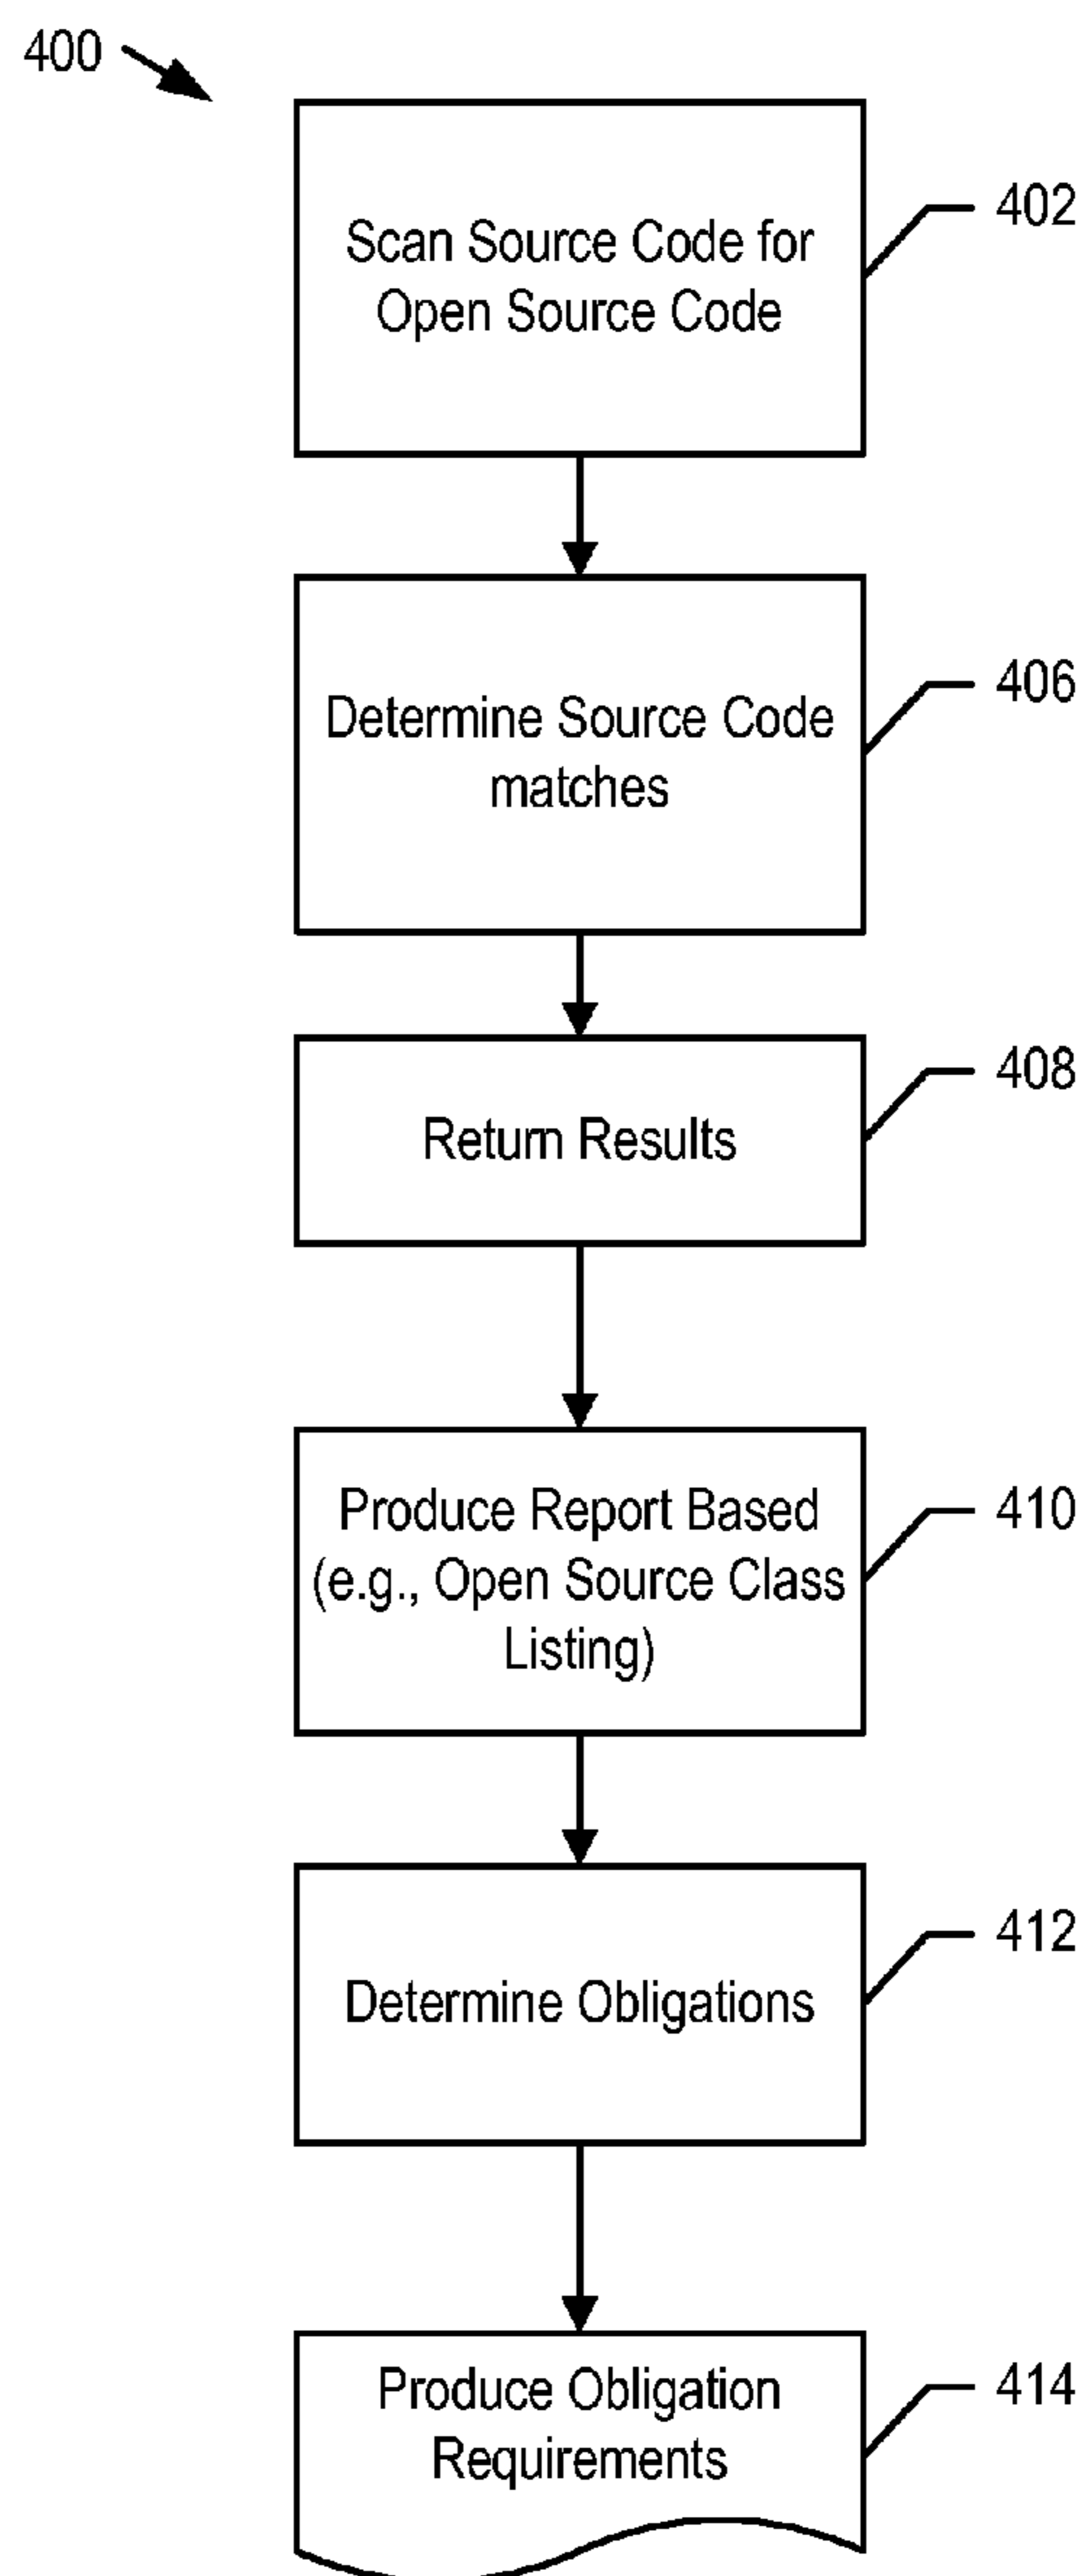 400
Scan Source Code for
Open Source Code
402
Determine Source Code
matches
406
Return Results
408
Produce Report Based
(e.g., Open Source Class
Listing)
410
Determine Obligations
412
Produce Obligation
Requirements
414